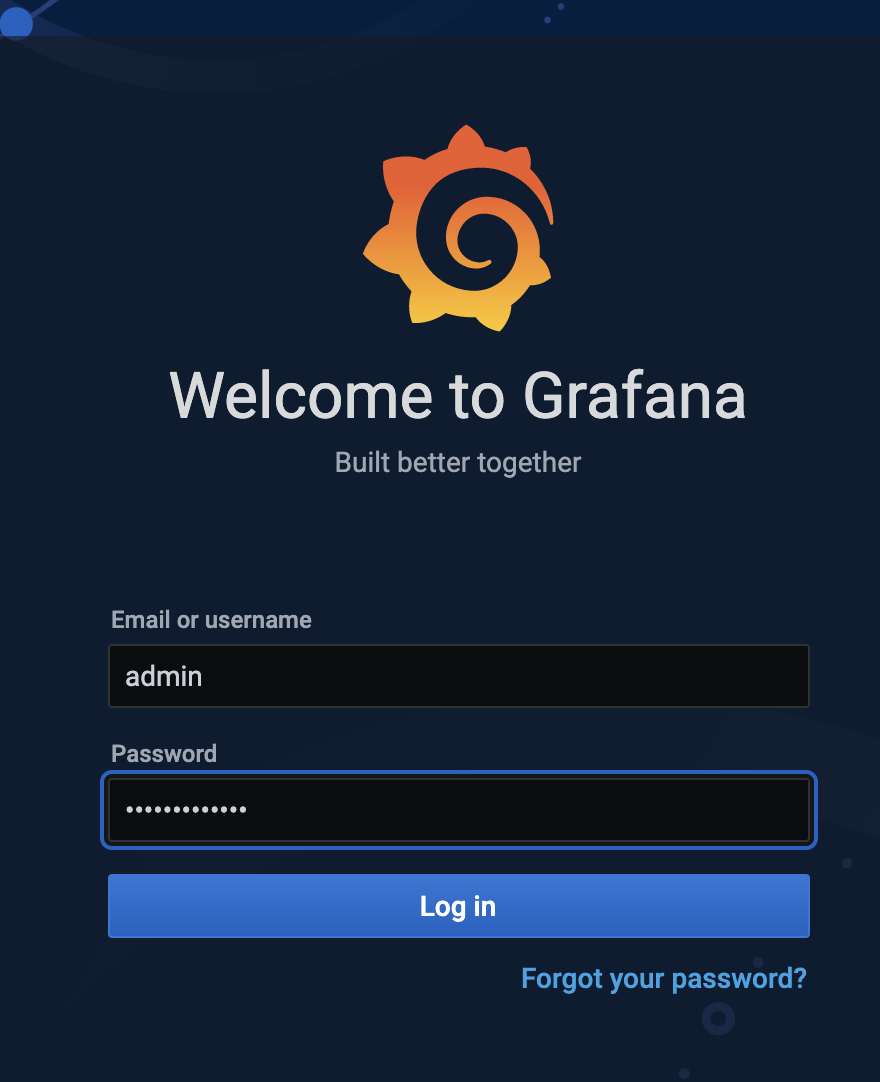 Welcome to Grafana
Built better together
Email or username
admin
Password
•••••••••••••
Log in
Forgot your password?